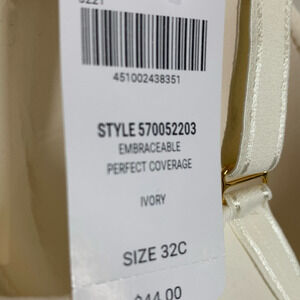 451002438351
STYLE 570052203
EMBRACEABLE
PERFECT COVERAGE
IVORY
SIZE 32C
$44.00